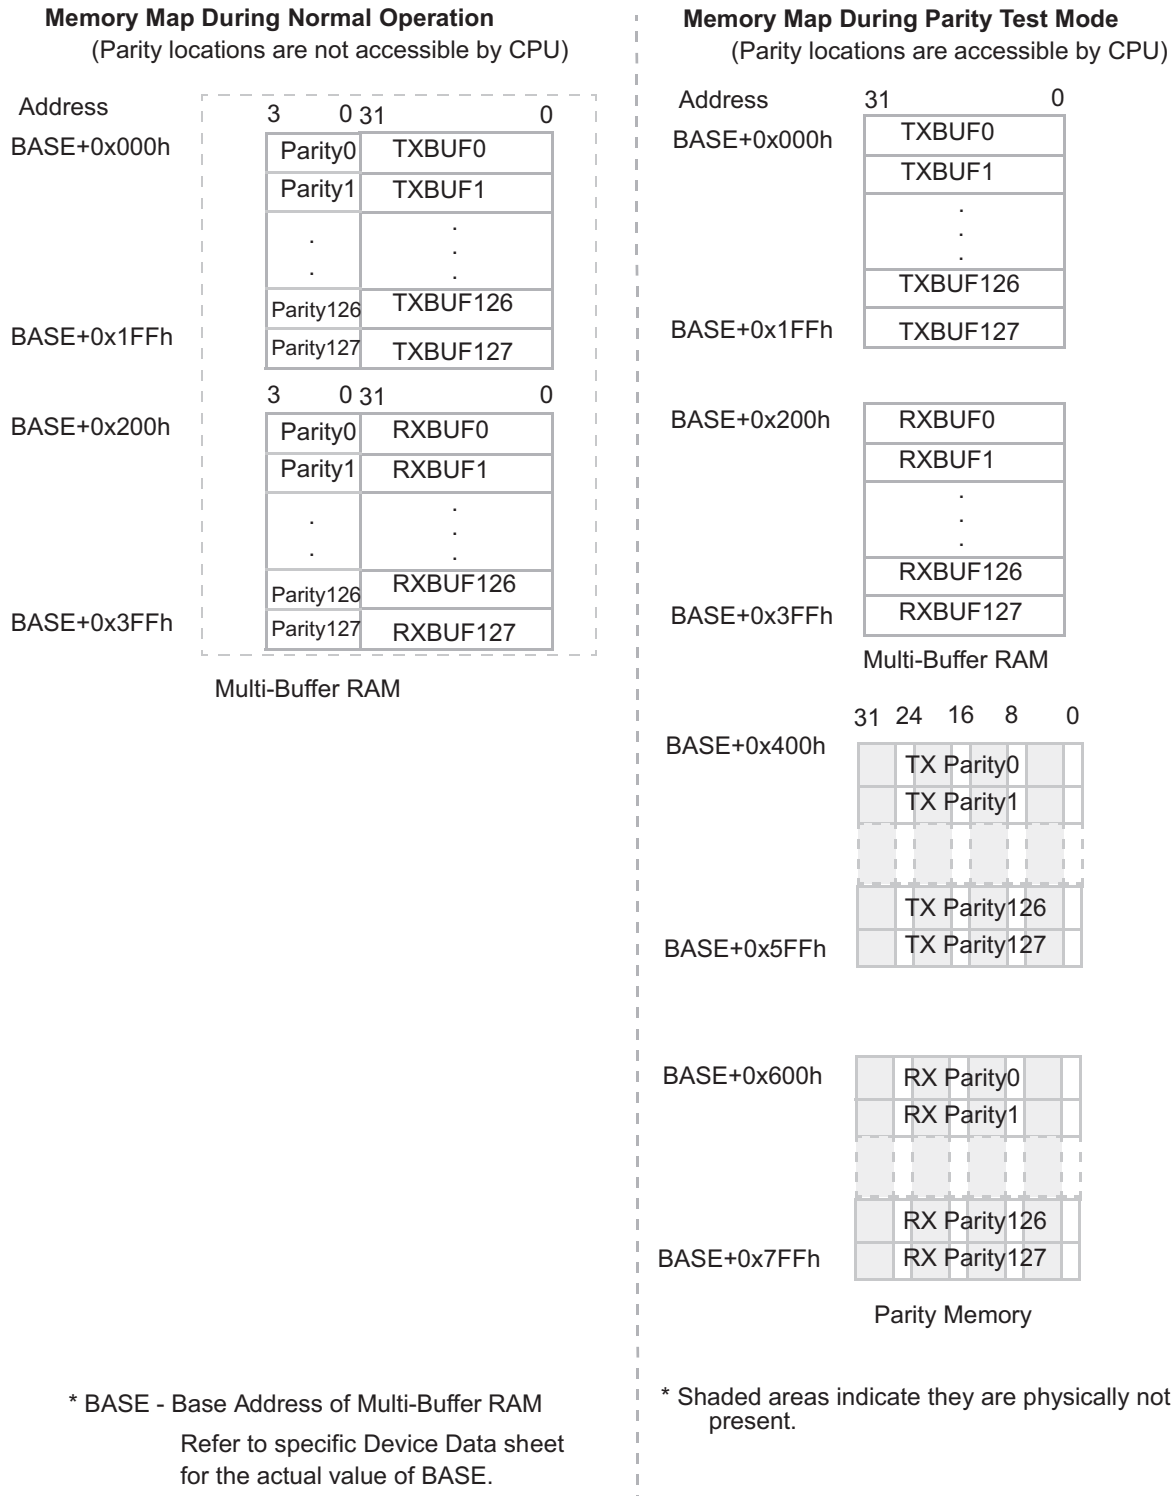 Memory Map During Normal Operation
(Parity locations are not accessible by CPU)
Address
3 0 31 0
BASE+0x000h
Parity0 TXBUF0
Parity1 TXBUF1
. .
. .
.
Parity126 TXBUF126
BASE+0x1FFh
Parity127 TXBUF127
3 0 31 0
BASE+0x200h
Parity0 RXBUF0
Parity1 RXBUF1
. .
. .
.
Parity126 RXBUF126
BASE+0x3FFh
Parity127 RXBUF127
Multi-Buffer RAM
* BASE - Base Address of Multi-Buffer RAM
Refer to specific Device Data sheet
for the actual value of BASE.
Memory Map During Parity Test Mode
(Parity locations are accessible by CPU)
Address
31 0
BASE+0x000h
TXBUF0
TXBUF1
.
.
.
TXBUF126
BASE+0x1FFh
TXBUF127
BASE+0x200h
RXBUF0
RXBUF1
.
.
.
RXBUF126
BASE+0x3FFh
RXBUF127
Multi-Buffer RAM
31 24 16 8 0
BASE+0x400h
TX Parity0
TX Parity1
TX Parity126
BASE+0x5FFh
TX Parity127
BASE+0x600h
RX Parity0
RX Parity1
RX Parity126
BASE+0x7FFh
RX Parity127
Parity Memory
* Shaded areas indicate they are physically not
present.